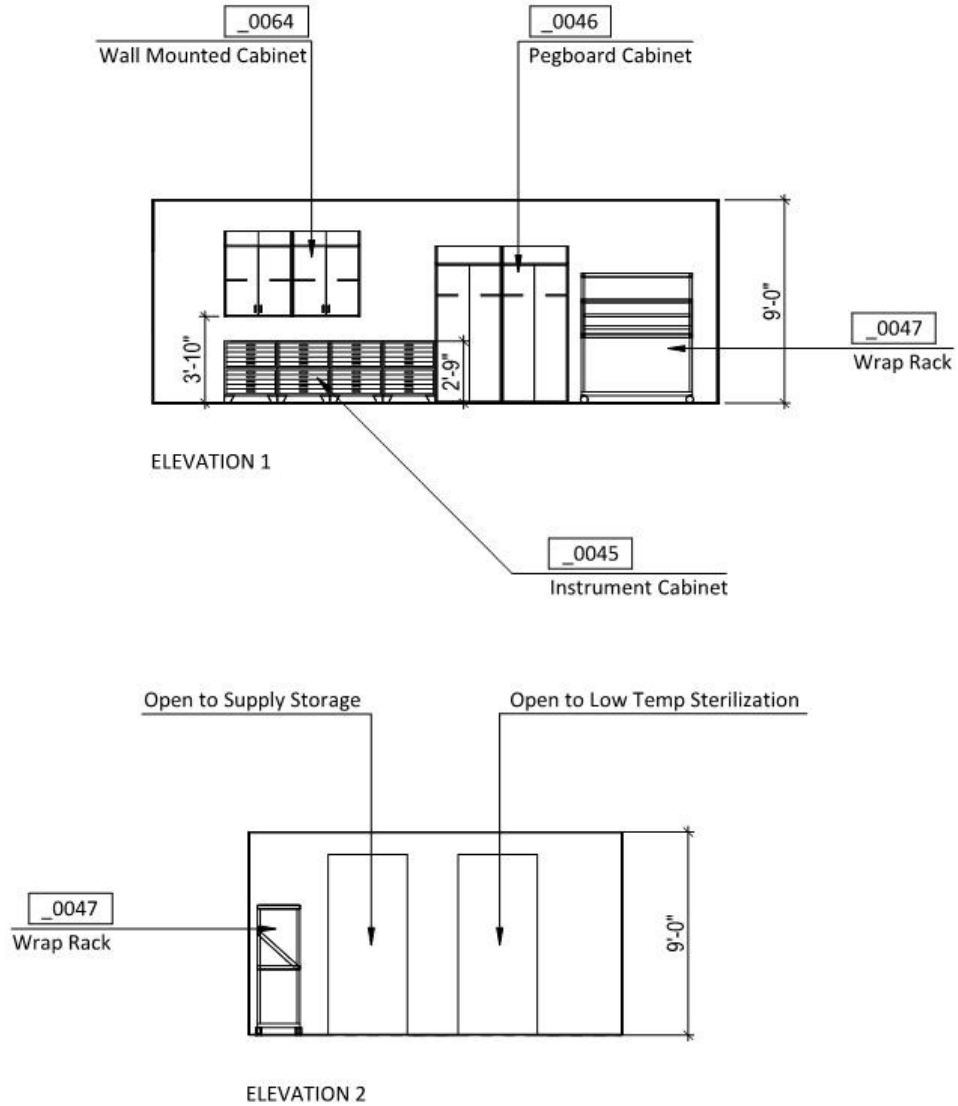 _0064
Wall Mounted Cabinet
_0046
Pegboard Cabinet
3'-10"
2'-9"
9'-0"
_0047
Wrap Rack
ELEVATION 1
_0045
Instrument Cabinet
Open to Supply Storage
Open to Low Temp Sterilization
_0047
Wrap Rack
9'-0"
ELEVATION 2